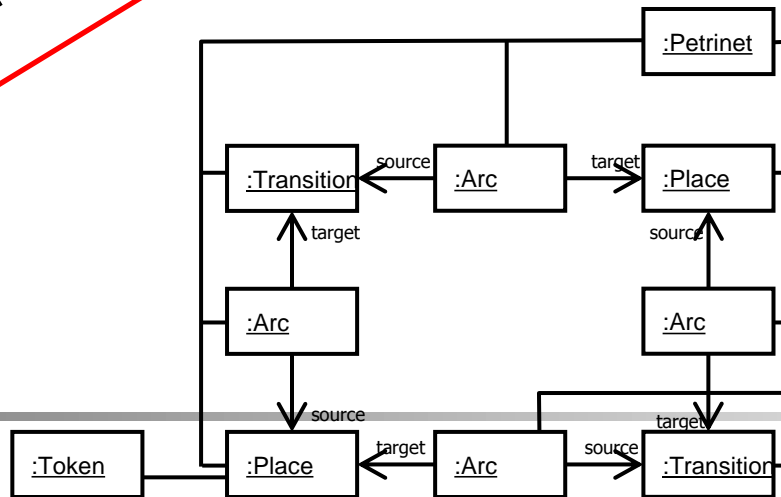 :Petrinet
source
target
:Transition
:Arc
:Place
target
source
:Arc
:Arc
source
target
:Token
:Place
target
:Arc
source
:Transition